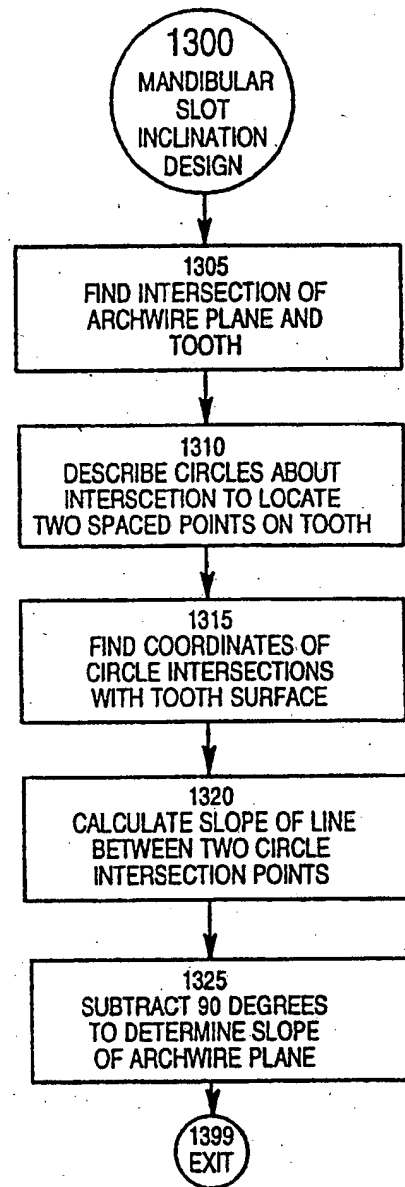 1300
MANDIBULAR
SLOT
INCLINATION
DESIGN
1305
FIND INTERSECTION OF
ARCHWIRE PLANE AND
TOOTH
1310
DESCRIBE CIRCLES ABOUT
INTERSCETION TO LOCATE
TWO SPACED POINTS ON TOOTH
1315
FIND COORDINATES OF
CIRCLE INTERSECTIONS
WITH TOOTH SURFACE
1320
CALCULATE SLOPE OF LINE
BETWEEN TWO CIRCLE
INTERSECTION POINTS
1325
SUBTRACT 90 DEGREES
TO DETERMINE SLOPE
OF ARCHWIRE PLANE
1399
EXIT